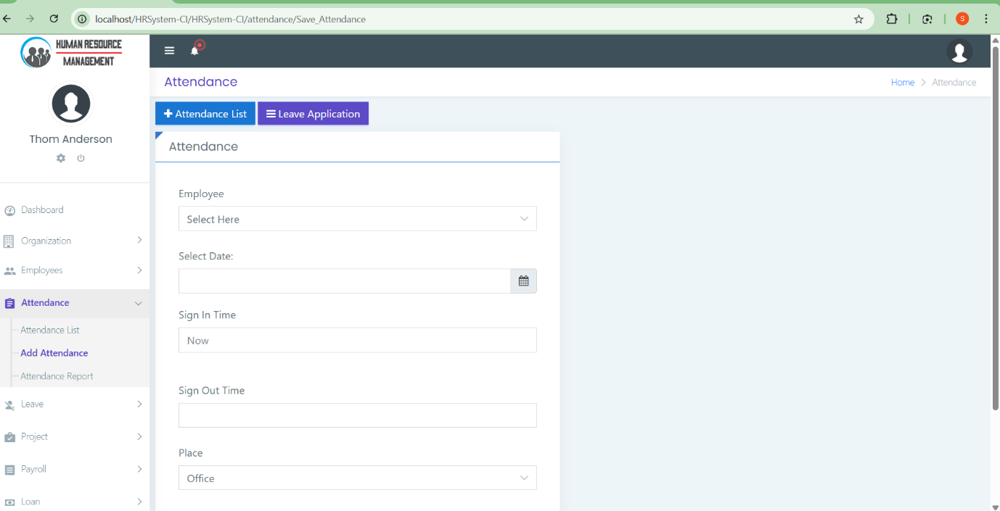 localhost/HRSystem-CI/HRSystem-CI/attendance/Save_Attendance
S
HUMAN RESOURCE
MANAGEMENT
Thom Anderson
Dashboard
Organization
Employees
Attendance
Attendance List
Add Attendance
Attendance Report
Leave
Project
Payroll
Loan
Attendance
Home > Attendance
Attendance List
Leave Application
Attendance
Employee
Select Here
Select Date:
Sign In Time
Now
Sign Out Time
Place
Office